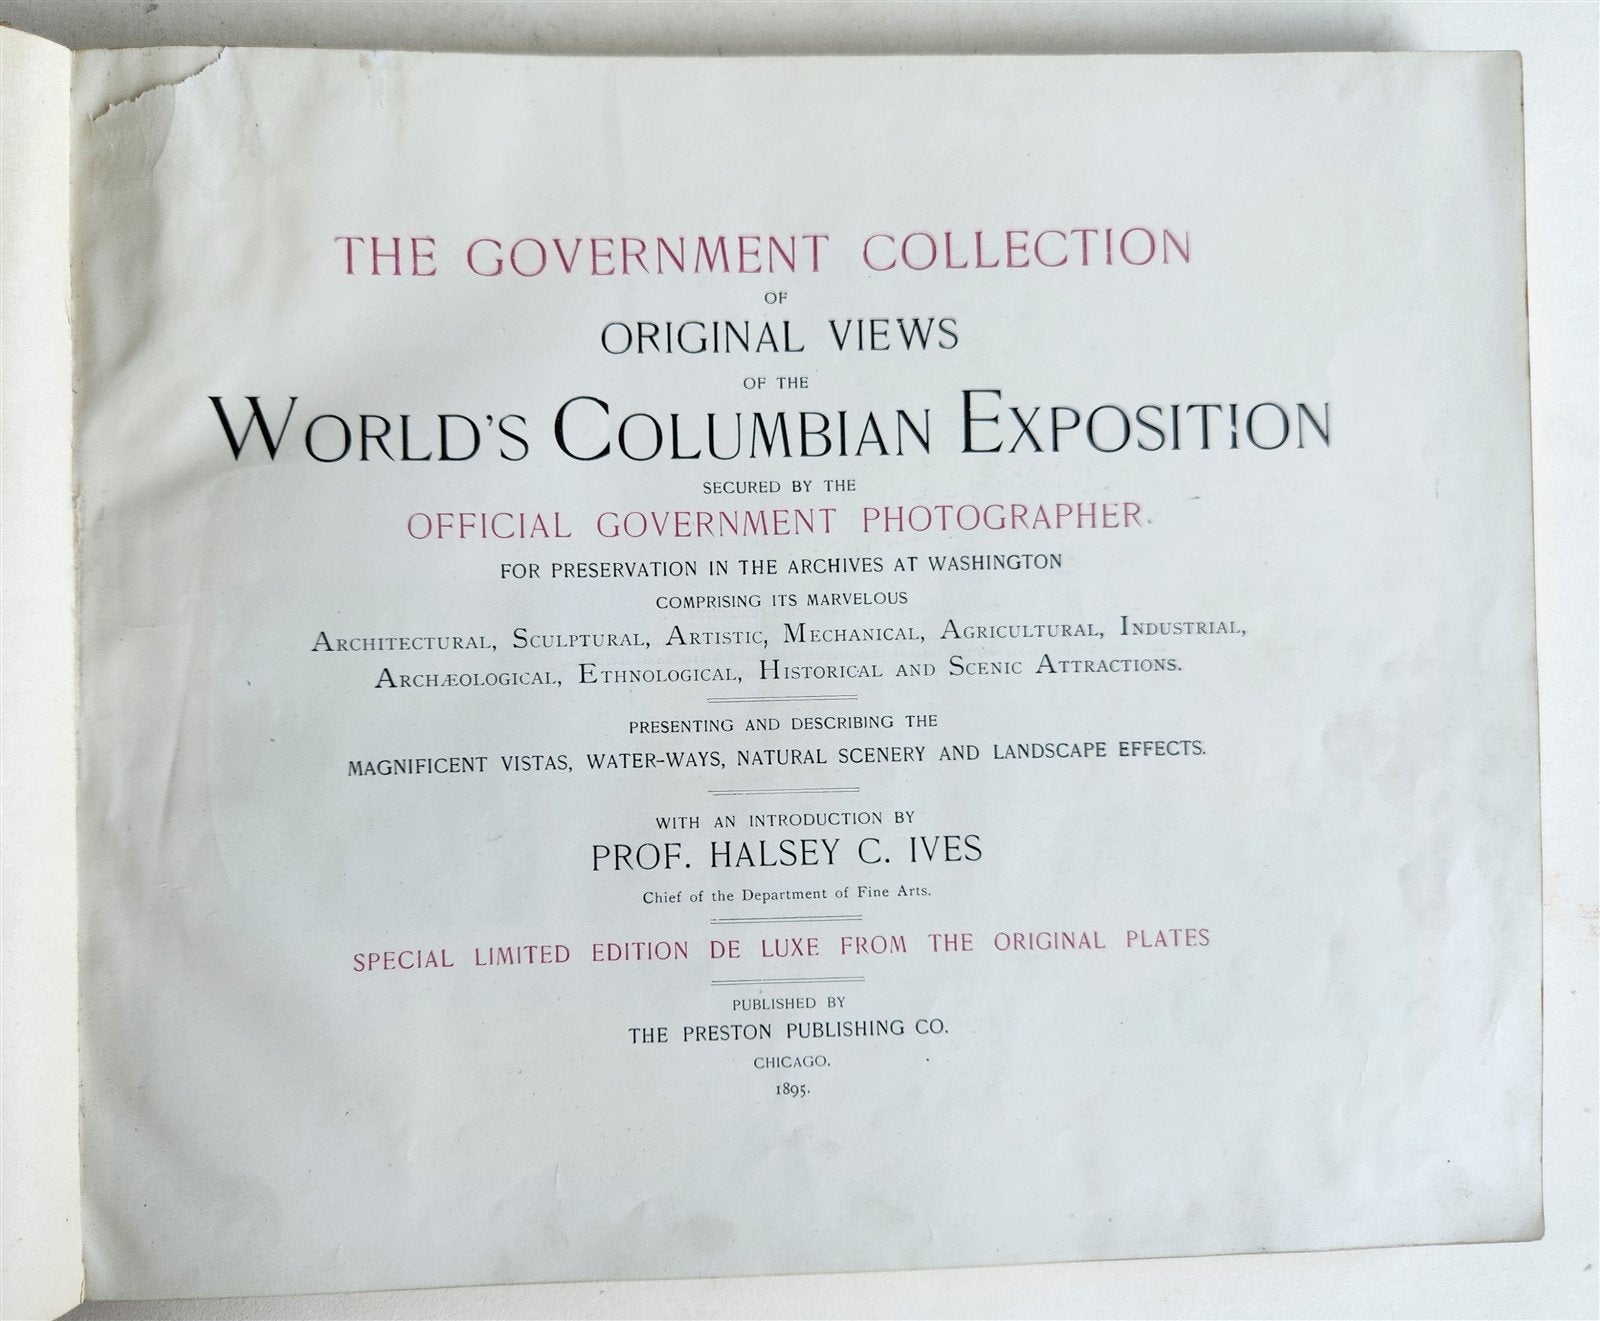 THE GOVERNMENT COLLECTION
OF
ORIGINAL VIEWS
OF THE
WORLD'S COLUMBIAN EXPOSITION
SECURED BY THE
OFFICIAL GOVERNMENT PHOTOGRAPHER.
FOR PRESERVATION IN THE ARCHIVES AT WASHINGTON
COMPRISING ITS MARVELOUS
ARCHITECTURAL, SCULPTURAL, ARTISTIC, MECHANICAL, AGRICULTURAL, INDUSTRIAL,
ARCHÆOLOGICAL, ETHNOLOGICAL, HISTORICAL AND SCENIC ATTRACTIONS.
PRESENTING AND DESCRIBING THE
MAGNIFICENT VISTAS, WATER-WAYS, NATURAL SCENERY AND LANDSCAPE EFFECTS.
WITH AN INTRODUCTION BY
PROF. HALSEY C. IVES
Chief of the Department of Fine Arts.
SPECIAL LIMITED EDITION DE LUXE FROM THE ORIGINAL PLATES
PUBLISHED BY
THE PRESTON PUBLISHING CO.
CHICAGO.
1895.